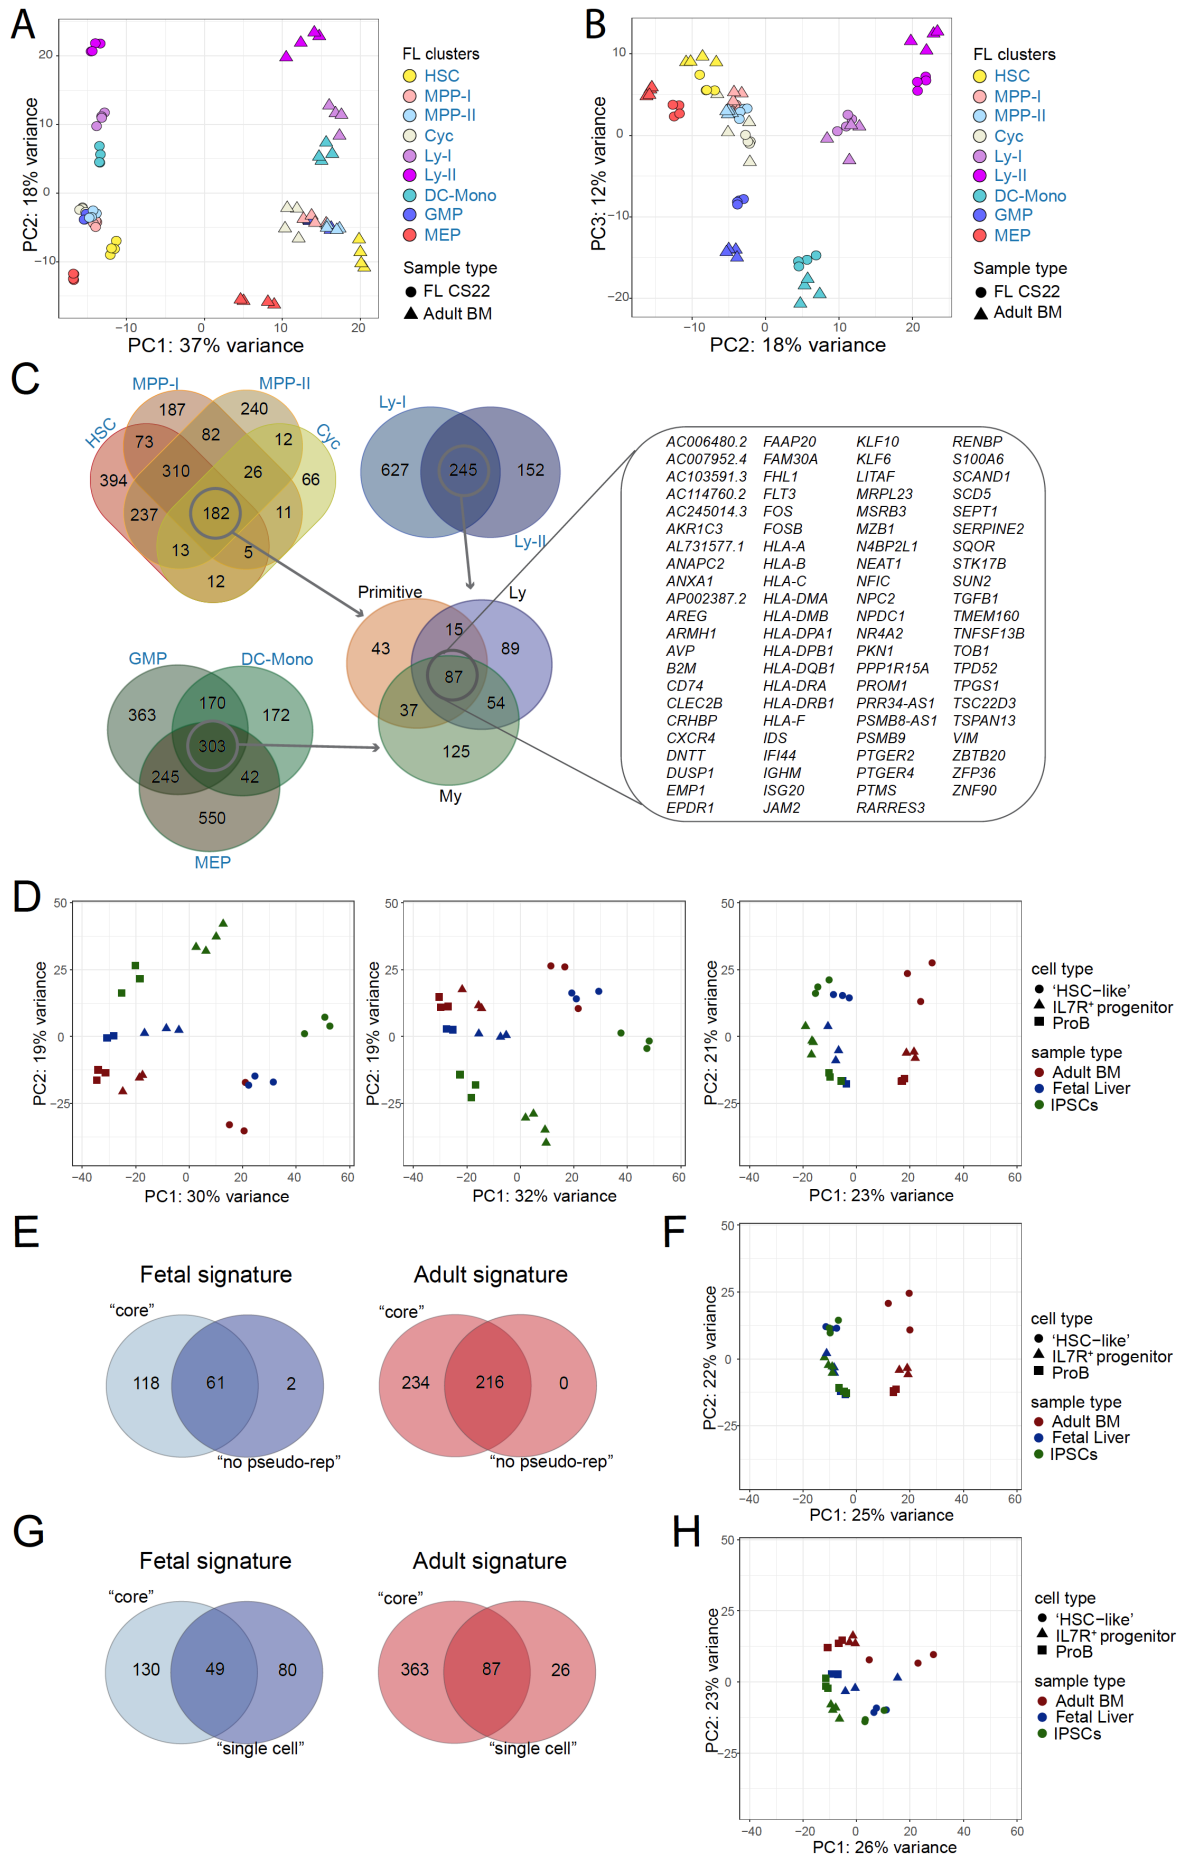 A
PC2: 18% variance
20
10
0
−10
−10
0
10
20
PC1: 37% variance
FL clusters
HSC
MPP-I
MPP-II
Cyc
Ly-I
Ly-II
DC-Mono
GMP
MEP
Sample type
FL CS22
Adult BM
B
PC3: 12% variance
10
0
−10
−20
−10
0
10
20
PC2: 18% variance
FL clusters
HSC
MPP-I
MPP-II
Cyc
Ly-I
Ly-II
DC-Mono
GMP
MEP
Sample type
FL CS22
Adult BM
C
MPP-I
MPP-II
HSC
Cyc
187
240
73
82
12
394
310
26
66
237
182
11
13
5
12
Ly-I
627
245
152
Ly-II
Primitive
Ly
15
43
89
87
37
54
125
My
GMP
DC-Mono
170
363
172
303
245
42
550
MEP
AC006480.2 FAAP20 KLF10 RENBP
AC007952.4 FAM30A KLF6 S100A6
AC103591.3 FHL1 LITAF SCAND1
AC114760.2 FLT3 MRPL23 SCD5
AC245014.3 FOS MSRB3 SEPT1
AKR1C3 FOSB MZB1 SERPINE2
AL731577.1 HLA-A N4BP2L1 SQOR
ANAPC2 HLA-B NEAT1 STK17B
ANXA1 HLA-C NFIC SUN2
AP002387.2 HLA-DMA NPC2 TGFB1
AREG HLA-DMB NPDC1 TMEM160
ARMH1 HLA-DPA1 NR4A2 TNFSF13B
AVP HLA-DPB1 PKN1 TOB1
B2M HLA-DQB1 PPP1R15A TPD52
CD74 HLA-DRA PROM1 TPGS1
CLEC2B HLA-DRB1 PRR34-AS1 TSC22D3
CRHBP HLA-F PSMB8-AS1 TSPAN13
CXCR4 IDS PSMB9 VIM
DNTT IFI44 PTGER2 ZBTB20
DUSP1 IGHM PTGER4 ZFP36
EMP1 ISG20 PTMS ZNF90
EPDR1 JAM2 RARRES3
D
PC2: 19% variance
50
25
0
−25
−40
−20
0
20
40
60
PC1: 30% variance
PC2: 19% variance
50
25
0
−25
−40
−20
0
20
40
60
PC1: 32% variance
PC2: 21% variance
50
25
0
−25
−40
−20
0
20
40
60
PC1: 23% variance
cell type
‘HSC−like’
IL7R+ progenitor
ProB
sample type
Adult BM
Fetal Liver
IPSCs
E
Fetal signature
“core”
118
61
2
“no pseudo-rep”
Adult signature
“core”
234
216
0
“no pseudo-rep”
F
PC2: 22% variance
50
25
0
−25
−40
−20
0
20
40
60
PC1: 25% variance
cell type
‘HSC−like’
IL7R+ progenitor
ProB
sample type
Adult BM
Fetal Liver
IPSCs
G
Fetal signature
“core”
130
49
80
“single cell”
Adult signature
“core”
363
87
26
“single cell”
H
PC2: 23% variance
50
25
0
−25
−40
−20
0
20
40
60
PC1: 26% variance
cell type
‘HSC−like’
IL7R+ progenitor
ProB
sample type
Adult BM
Fetal Liver
IPSCs